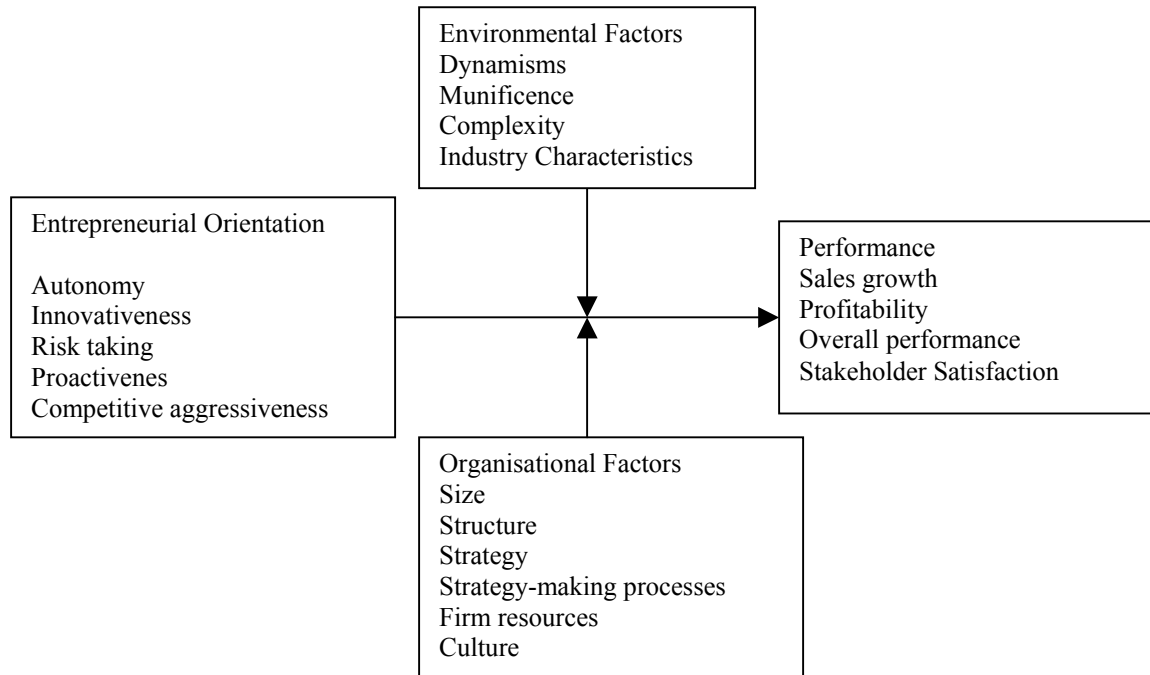 Environmental Factors
Dynamisms
Munificence
Complexity
Industry Characteristics
Entrepreneurial Orientation
Autonomy
Innovativeness
Risk taking
Proactivenes
Competitive aggressiveness
Performance
Sales growth
Profitability
Overall performance
Stakeholder Satisfaction
Organisational Factors
Size
Structure
Strategy
Strategy-making processes
Firm resources
Culture